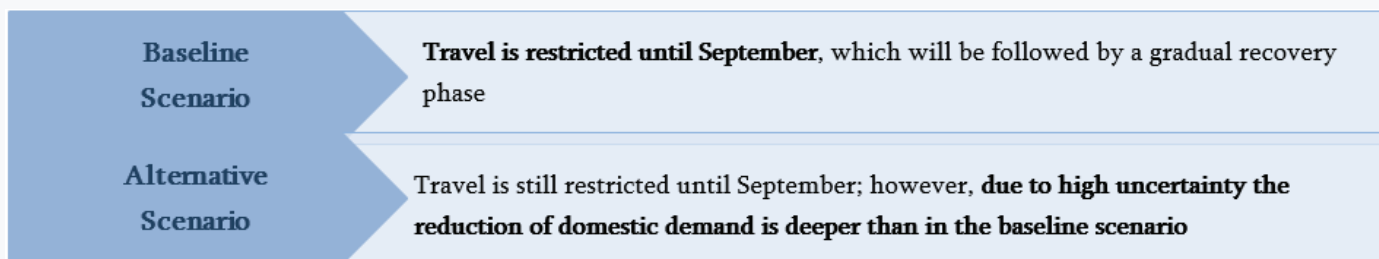 Baseline
Scenario
Travel is restricted until September, which will be followed by a gradual recovery
phase
Alternative
Scenario
Travel is still restricted until September; however, due to high uncertainty the
reduction of domestic demand is deeper than in the baseline scenario